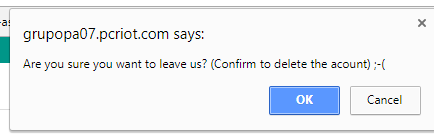 -as
grupopa07.pcriot.com says:
Are you sure you want to leave us? (Confirm to delete the acount) ;-(
OK Cancel